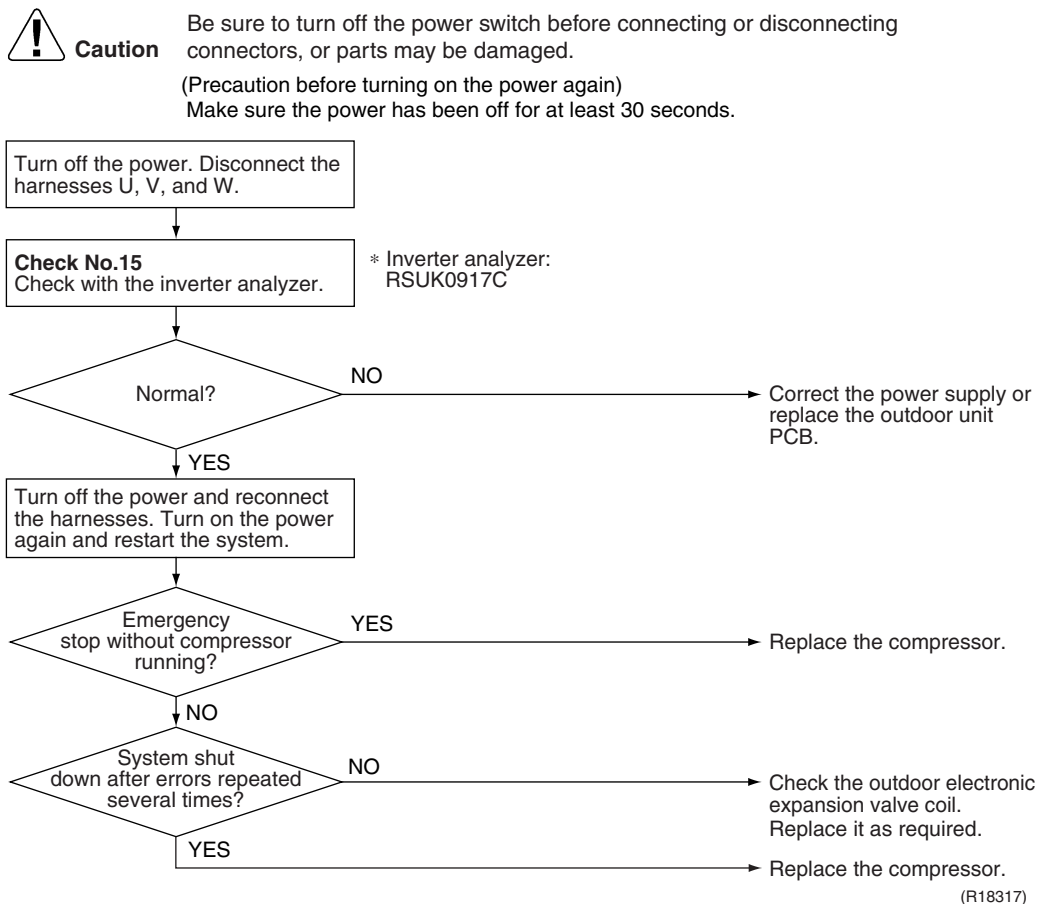 Caution
Be sure to turn off the power switch before connecting or disconnecting
connectors, or parts may be damaged.
(Precaution before turning on the power again)
Make sure the power has been off for at least 30 seconds.
Turn off the power. Disconnect the
harnesses U, V, and W.
Check No.15
Check with the inverter analyzer.
* Inverter analyzer:
RSUK0917C
Normal?
NO
Correct the power supply or
replace the outdoor unit
PCB.
YES
Turn off the power and reconnect
the harnesses. Turn on the power
again and restart the system.
Emergency
stop without compressor
running?
YES
Replace the compressor.
NO
System shut
down after errors repeated
several times?
NO
Check the outdoor electronic
expansion valve coil.
Replace it as required.
YES
Replace the compressor.
(R18317)